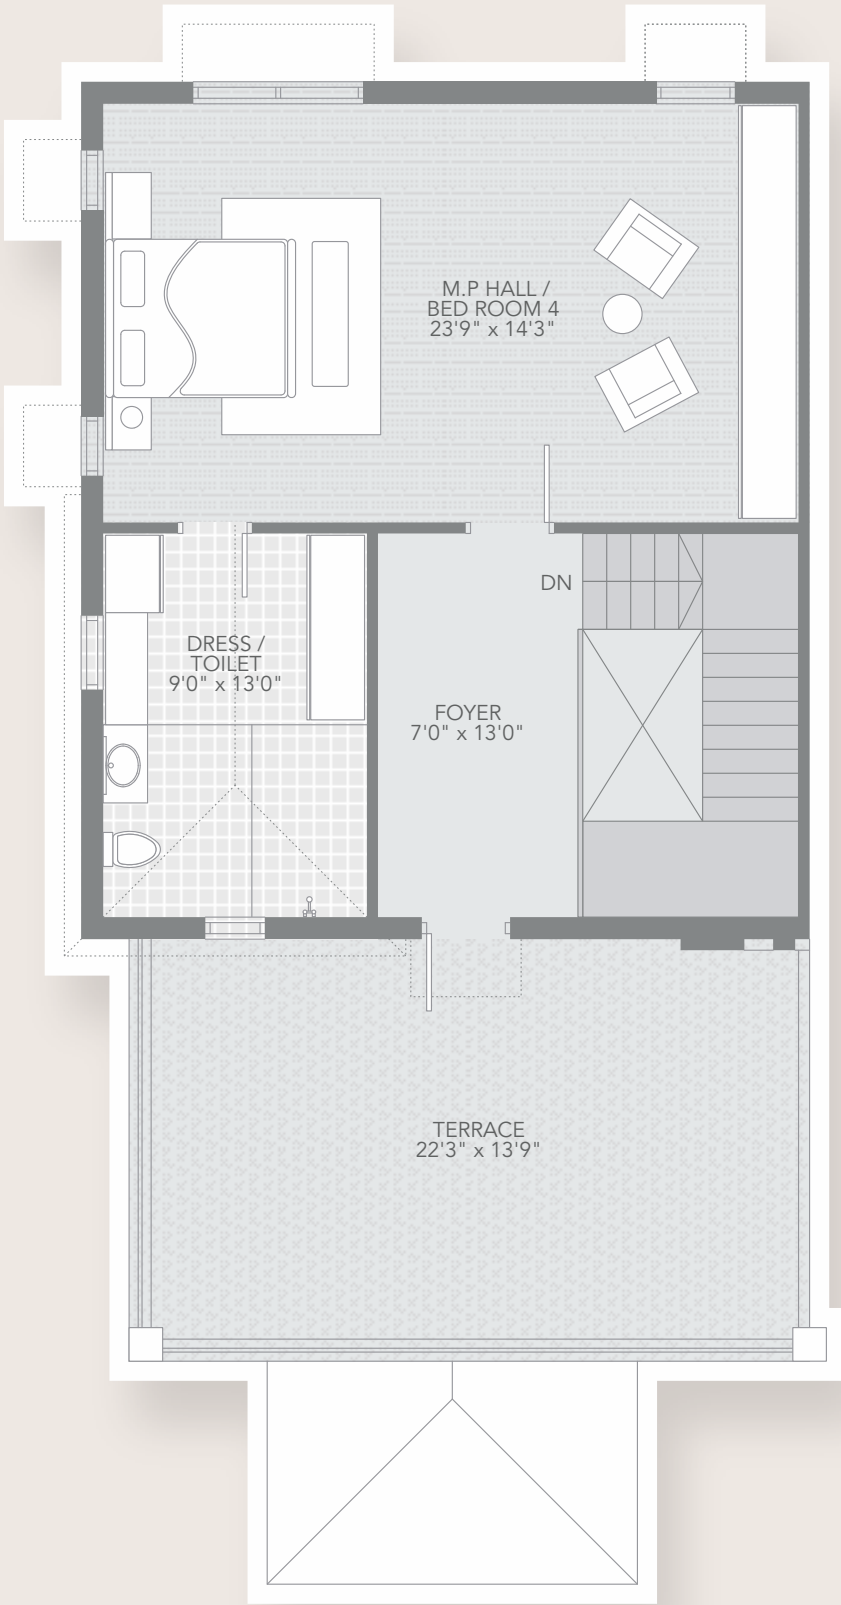 M.P HALL /
BED ROOM 4
23'9" x 14'3"
DN
DRESS /
TOILET
9'0" x 13'0"
FOYER
7'0" x 13'0"
TERRACE
22'3" x 13'9"